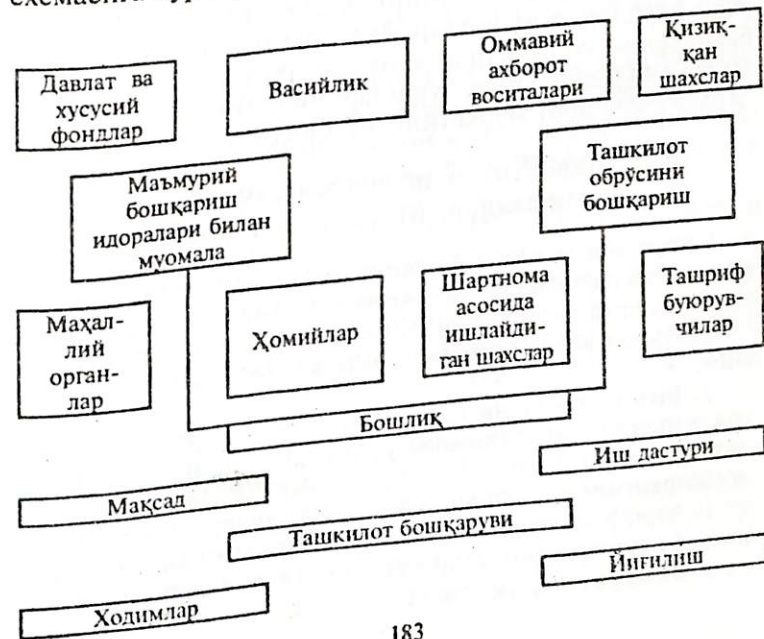 Давлат ва
хусусий
фондлар
Васийлик
Оммавий
ахборот
воситалари
Қизиқ-
қан
шахслар
Маъмурий
бошқариш
идоралари билан
муомала
Ташкилот
обрўсини
бошқариш
Маҳал-
лий
орган-
лар
Ҳомийлар
Шартнома
асосида
ишлайди-
ган шахслар
Ташриф
буюрув-
чилар
Бошлиқ
Иш дастури
Мақсад
Ташкилот бошқаруви
Йиғилиш
Ходимлар
183